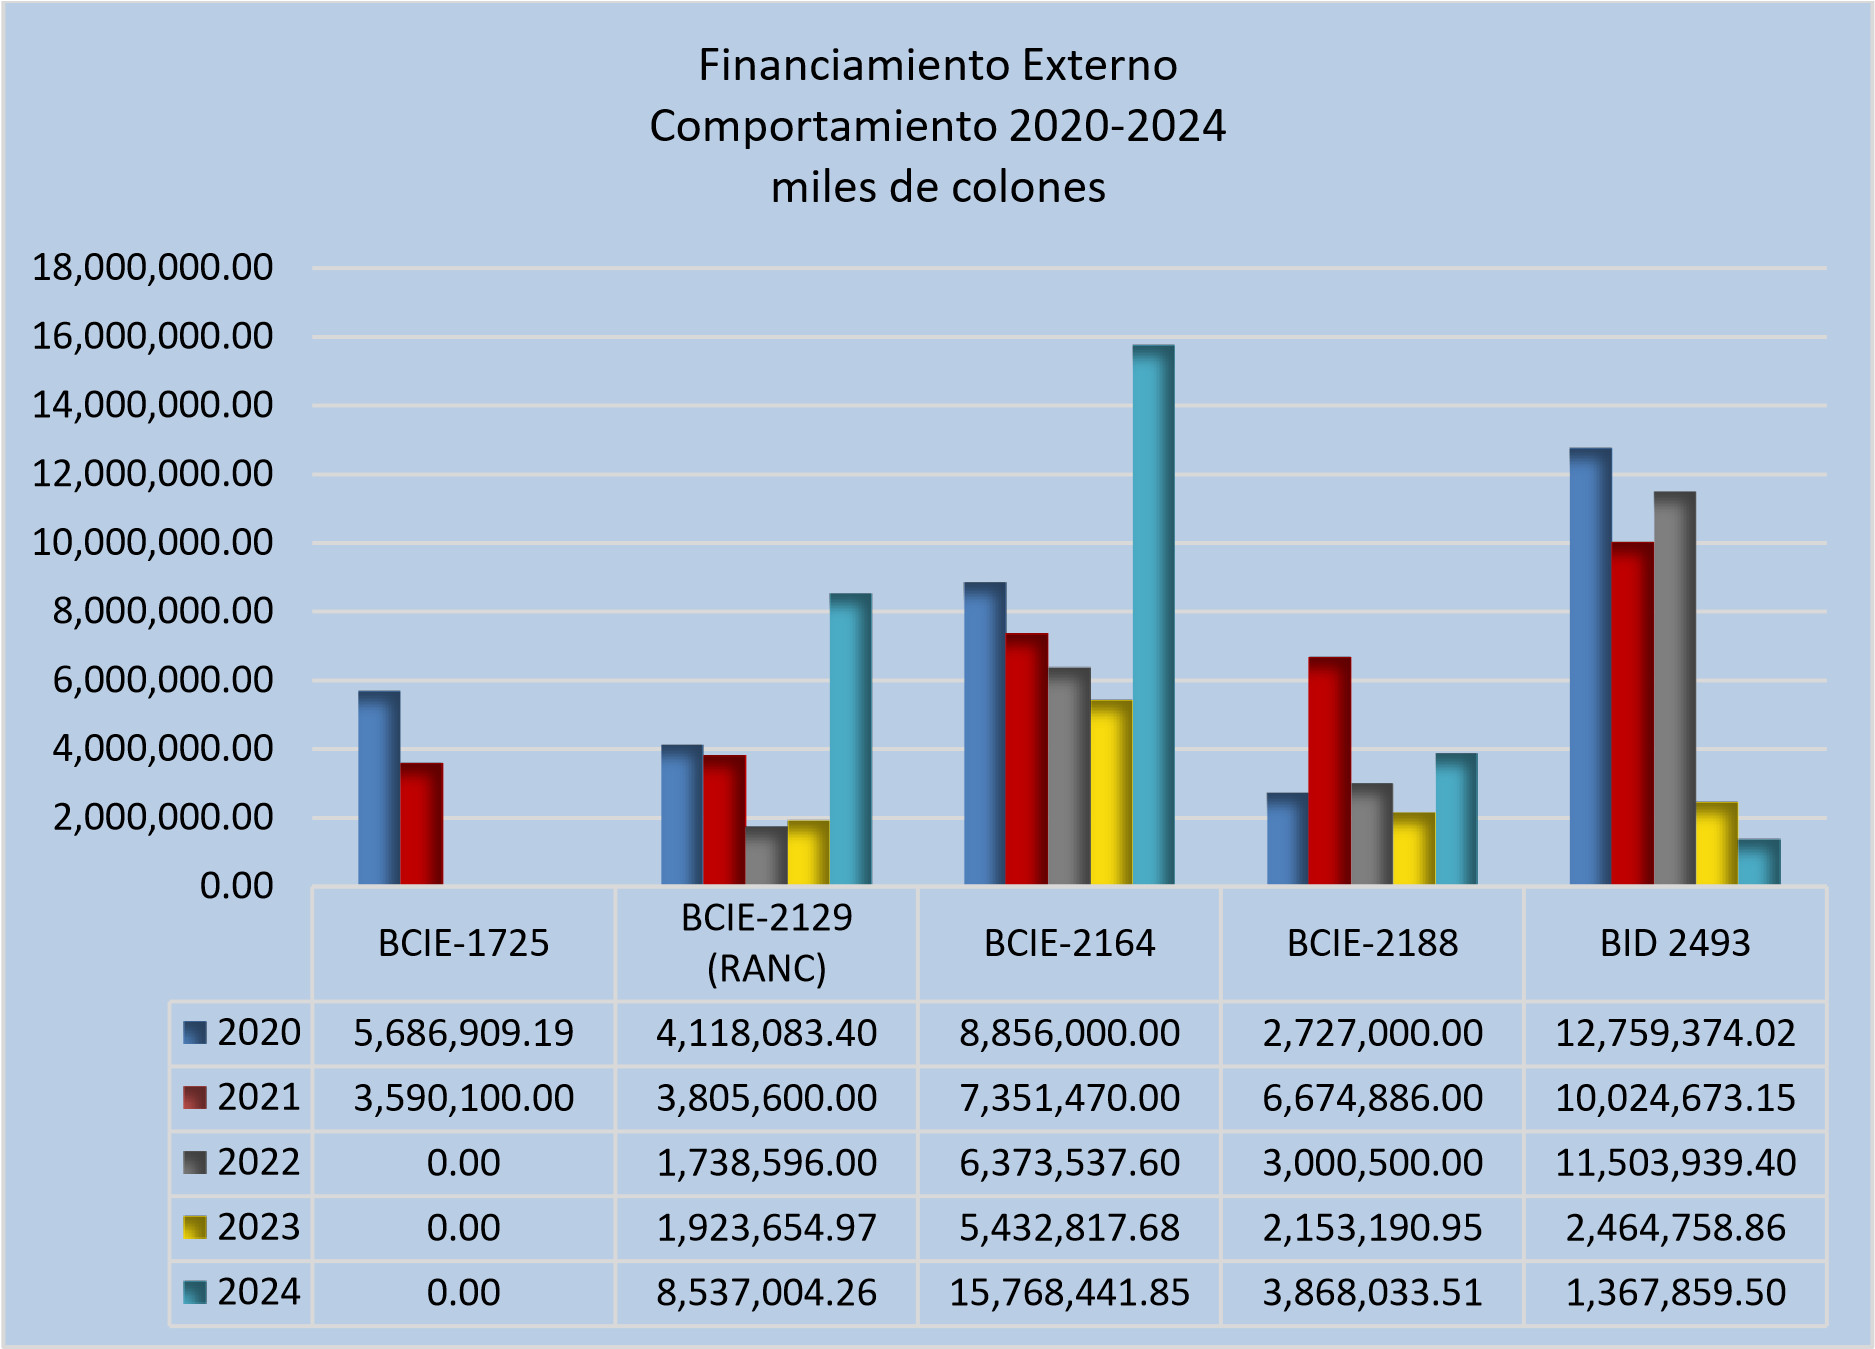 Financiamiento Externo
Comportamiento 2020-2024
miles de colones
18,000,000.00
16,000,000.00
14,000,000.00
12,000,000.00
10,000,000.00
8,000,000.00
6,000,000.00
4,000,000.00
2,000,000.00
0.00
BCIE-1725 BCIE-2129 (RANC) BCIE-2164 BCIE-2188 BID 2493
2020 5,686,909.19 4,118,083.40 8,856,000.00 2,727,000.00 12,759,374.02
2021 3,590,100.00 3,805,600.00 7,351,470.00 6,674,886.00 10,024,673.15
2022 0.00 1,738,596.00 6,373,537.60 3,000,500.00 11,503,939.40
2023 0.00 1,923,654.97 5,432,817.68 2,153,190.95 2,464,758.86
2024 0.00 8,537,004.26 15,768,441.85 3,868,033.51 1,367,859.50